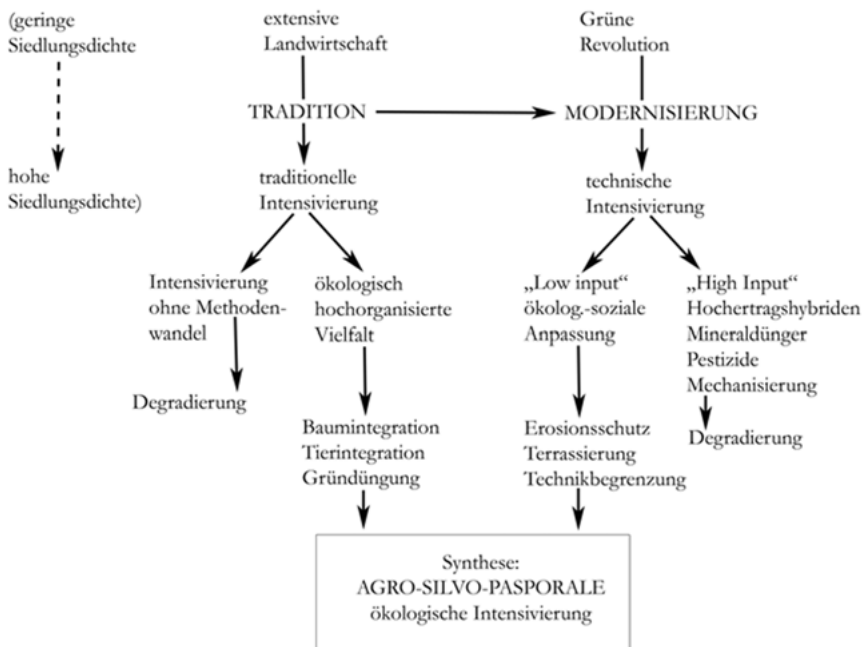 (geringe
Siedlungsdichte
extensive
Landwirtschaft
Grüne
Revolution
TRADITION
MODERNISIERUNG
hohe
Siedlungsdichte)
traditionelle
Intensivierung
technische
Intensivierung
Intensivierung
ohne Methoden-
wandel
ökologisch
hochorganisierte
Vielfalt
„Low input“
ökolog.-soziale
Anpassung
„High Input“
Hochertragshybriden
Mineraldünger
Pestizide
Mechanisierung
Degradierung
Baumintegration
Tierintegration
Gründüngung
Erosionsschutz
Terrassierung
Technikbegrenzung
Degradierung
Synthese:
AGRO-SILVO-PASPORALE
ökologische Intensivierung